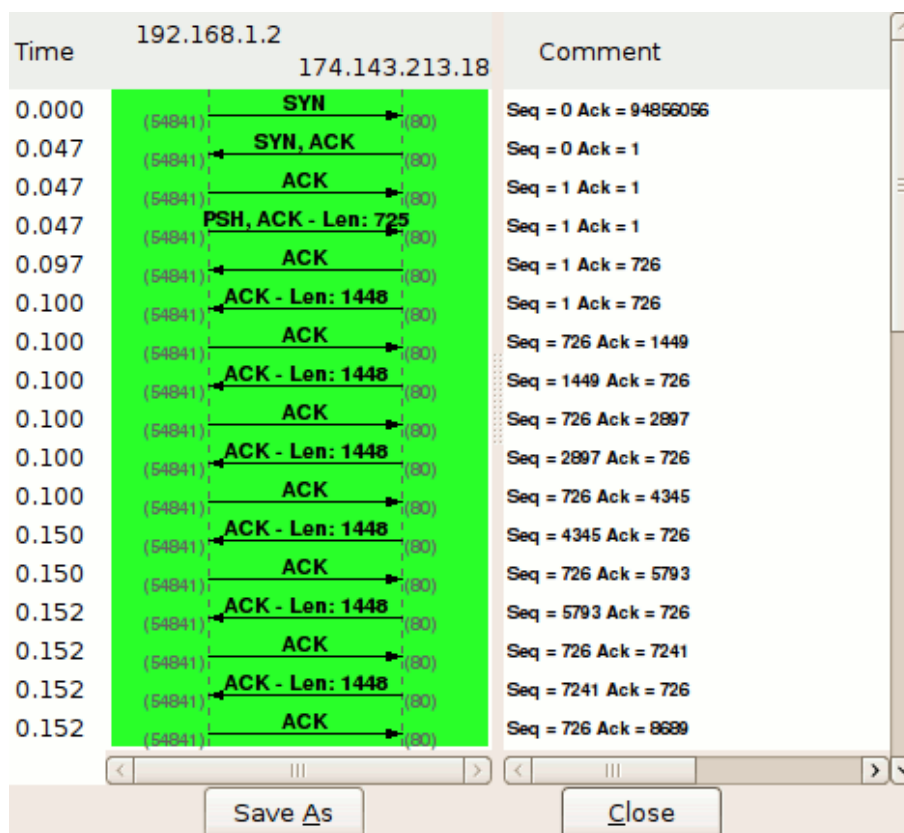 Time 192.168.1.2 174.143.213.18 Comment
0.000 (54841) SYN (80) Seq = 0 Ack = 94856056
0.047 (54841) SYN, ACK (80) Seq = 0 Ack = 1
0.047 (54841) ACK (80) Seq = 1 Ack = 1
0.047 (54841) PSH, ACK - Len: 725 (80) Seq = 1 Ack = 1
0.097 (54841) ACK (80) Seq = 1 Ack = 726
0.100 (54841) ACK - Len: 1448 (80) Seq = 1 Ack = 726
0.100 (54841) ACK (80) Seq = 726 Ack = 1449
0.100 (54841) ACK - Len: 1448 (80) Seq = 1449 Ack = 726
0.100 (54841) ACK (80) Seq = 726 Ack = 2897
0.100 (54841) ACK - Len: 1448 (80) Seq = 2897 Ack = 726
0.100 (54841) ACK (80) Seq = 726 Ack = 4345
0.150 (54841) ACK - Len: 1448 (80) Seq = 4345 Ack = 726
0.150 (54841) ACK (80) Seq = 726 Ack = 5793
0.152 (54841) ACK - Len: 1448 (80) Seq = 5793 Ack = 726
0.152 (54841) ACK (80) Seq = 726 Ack = 7241
0.152 (54841) ACK - Len: 1448 (80) Seq = 7241 Ack = 726
0.152 (54841) ACK (80) Seq = 726 Ack = 8689
Save As Close